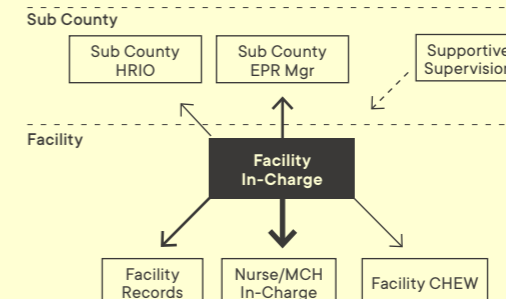 Sub County
Sub County
HRIO
Sub County
EPR Mgr
Supportive
Supervision
Facility
Facility
In-Charge
Facility
Records
Nurse/MCH
In-Charge
Facility CHEW